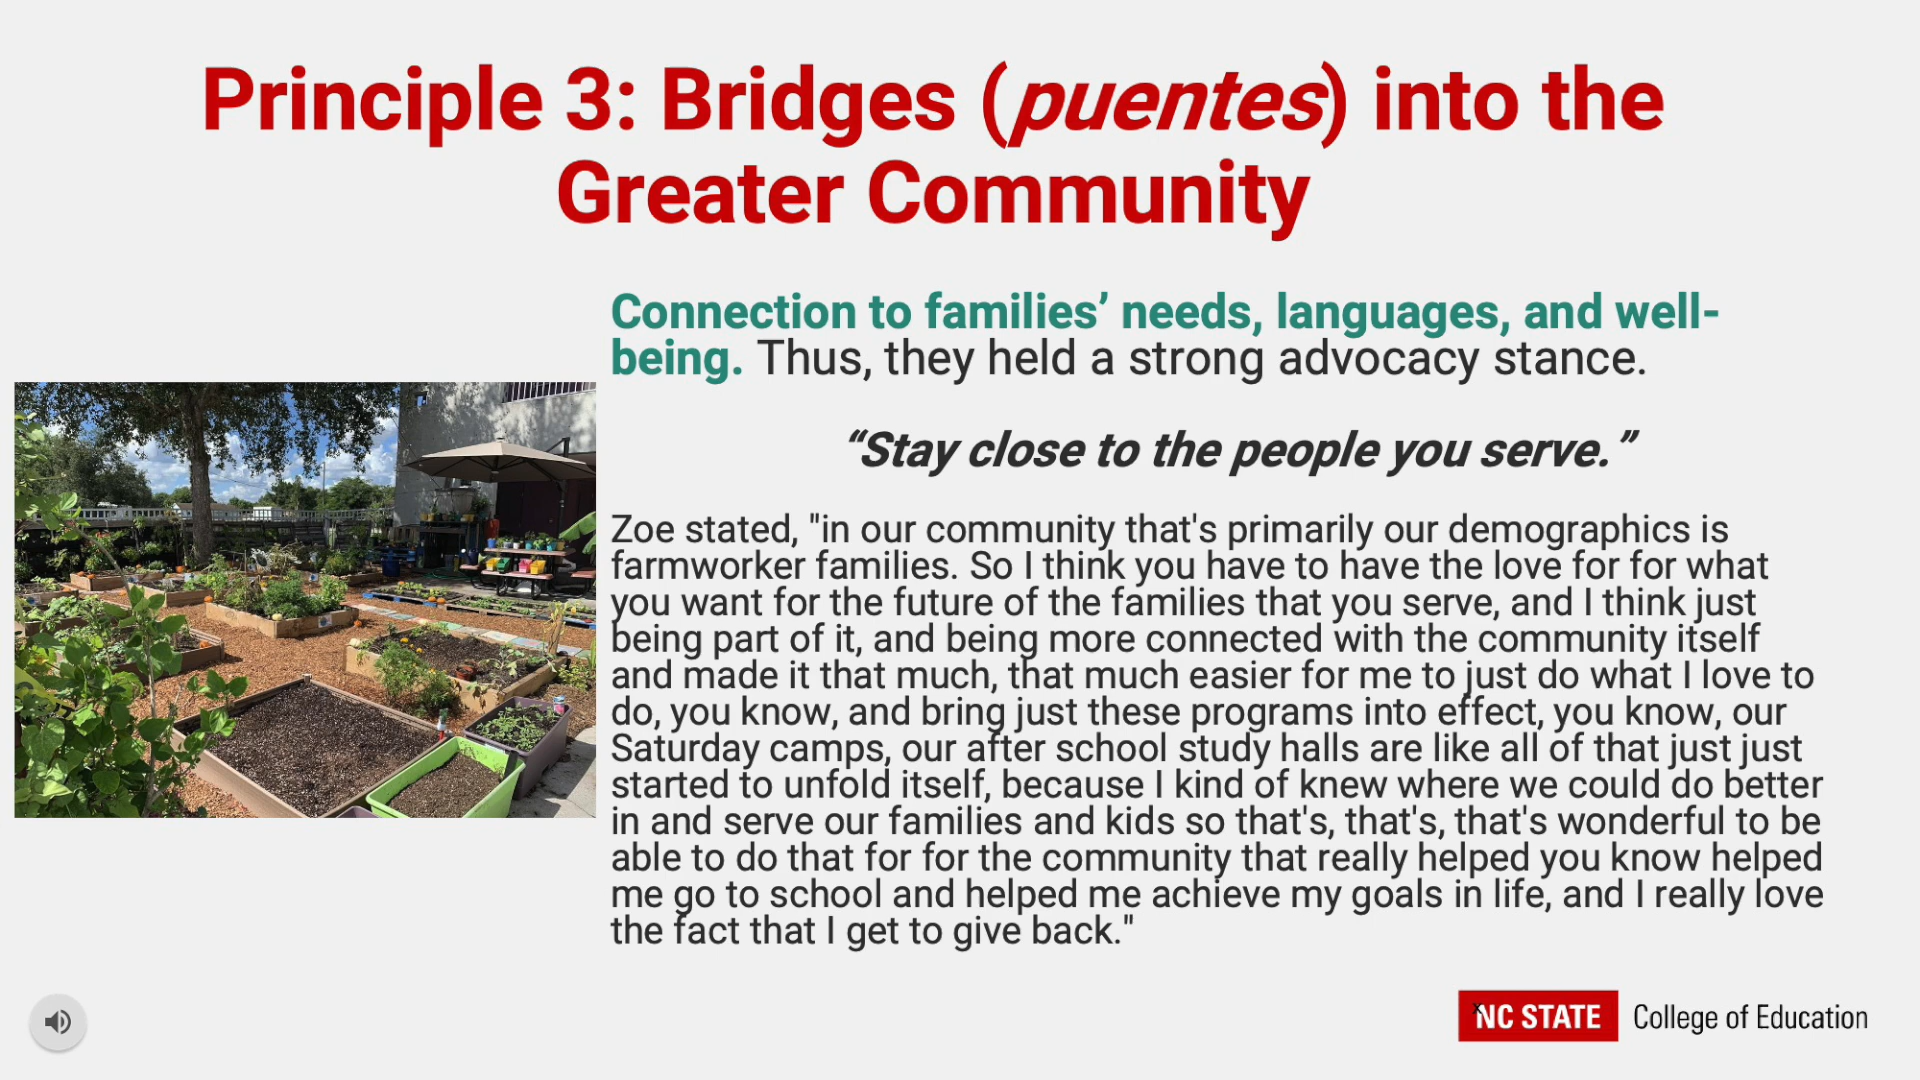 Principle 3: Bridges (puentes) into the
Greater Community
Connection to families’ needs, languages, and well-
being. Thus, they held a strong advocacy stance.
“Stay close to the people you serve.”
Zoe stated, "in our community that's primarily our demographics is
farmworker families. So I think you have to have the love for for what
you want for the future of the families that you serve, and I think just
being part of it, and being more connected with the community itself
and made it that much, that much easier for me to just do what I love to
do, you know, and bring just these programs into effect, you know, our
Saturday camps, our after school study halls are like all of that just just
started to unfold itself, because I kind of knew where we could do better
in and serve our families and kids so that's, that's, that's wonderful to be
able to do that for for the community that really helped you know helped
me go to school and helped me achieve my goals in life, and I really love
the fact that I get to give back."
x
NC STATE College of Education